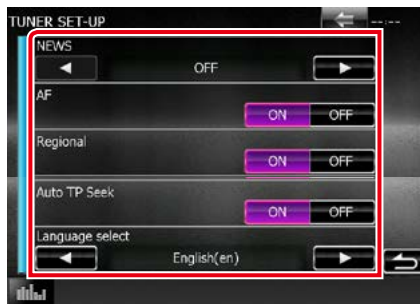 TUNER SET-UP
--:--
NEWS
OFF
AF
ON OFF
Regional
ON OFF
Auto TP Seek
ON OFF
Language select
English(en)